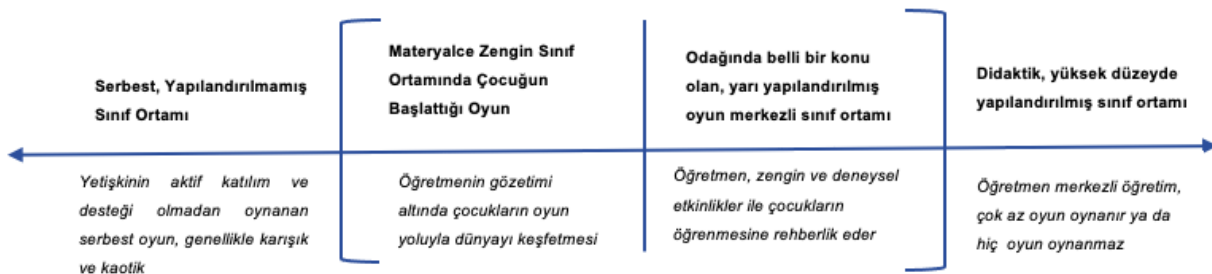 Serbest, Yapılandırılmamış
Sınıf Ortamı
Yetişkinin aktif katılım ve
desteği olmadan oynanan
serbest oyun, genellikle karışık
ve kaotik
Materyalce Zengin Sınıf
Ortamında Çocuğun
Başlattığı Oyun
Öğretmenin gözetimi
altında çocukların oyun
yoluyla dünyayı keşfetmesi
Odağında belli bir konu
olan, yarı yapılandırılmış
oyun merkezli sınıf ortamı
Öğretmen, zengin ve deneysel
etkinlikler ile çocukların
öğrenmesine rehberlik eder
Didaktik, yüksek düzeyde
yapılandırılmış sınıf ortamı
Öğretmen merkezli öğretim,
çok az oyun oynanır ya da
hiç oyun oynanmaz